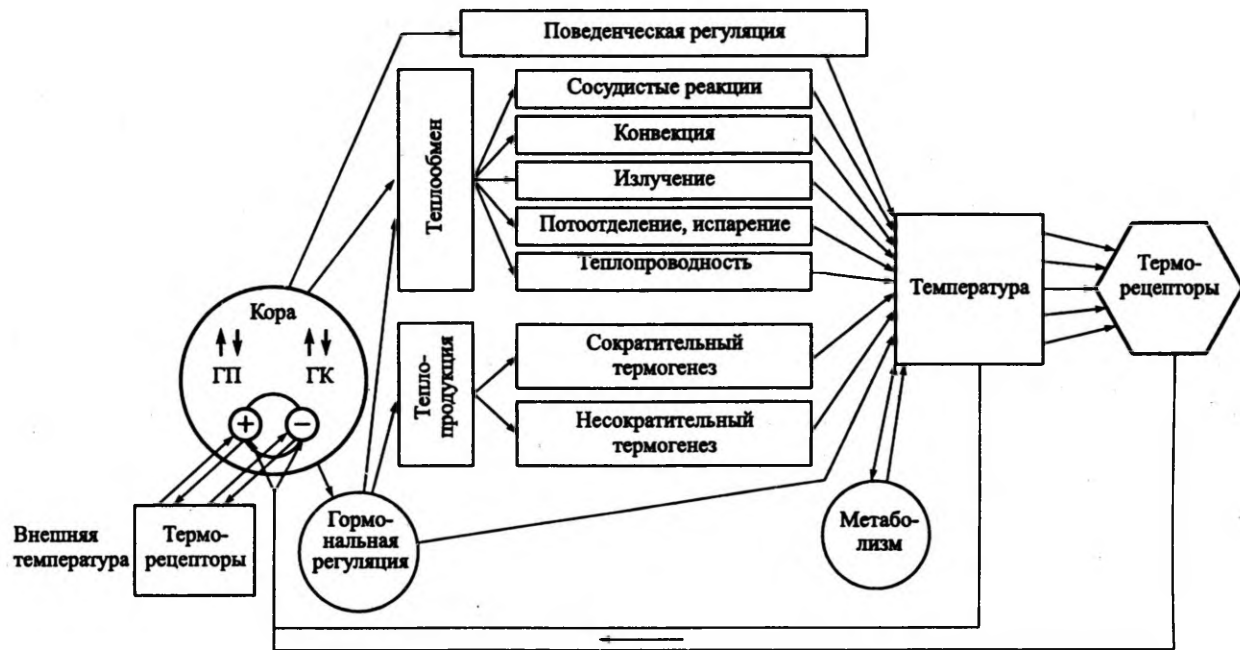 Поведенческая регуляция
Теплообмен
Сосудистые реакции
Конвекция
Излучение
Потоотделение, испарение
Теплопроводность
Температура
Термо-
рецепторы
Кора
ГП
ГК
+
−
Тепло-
продукция
Сократительный
термогенез
Несократительный
термогенез
Внешняя
температура
Термо-
рецепторы
Гормо-
нальная
регуляция
Метабо-
лизм